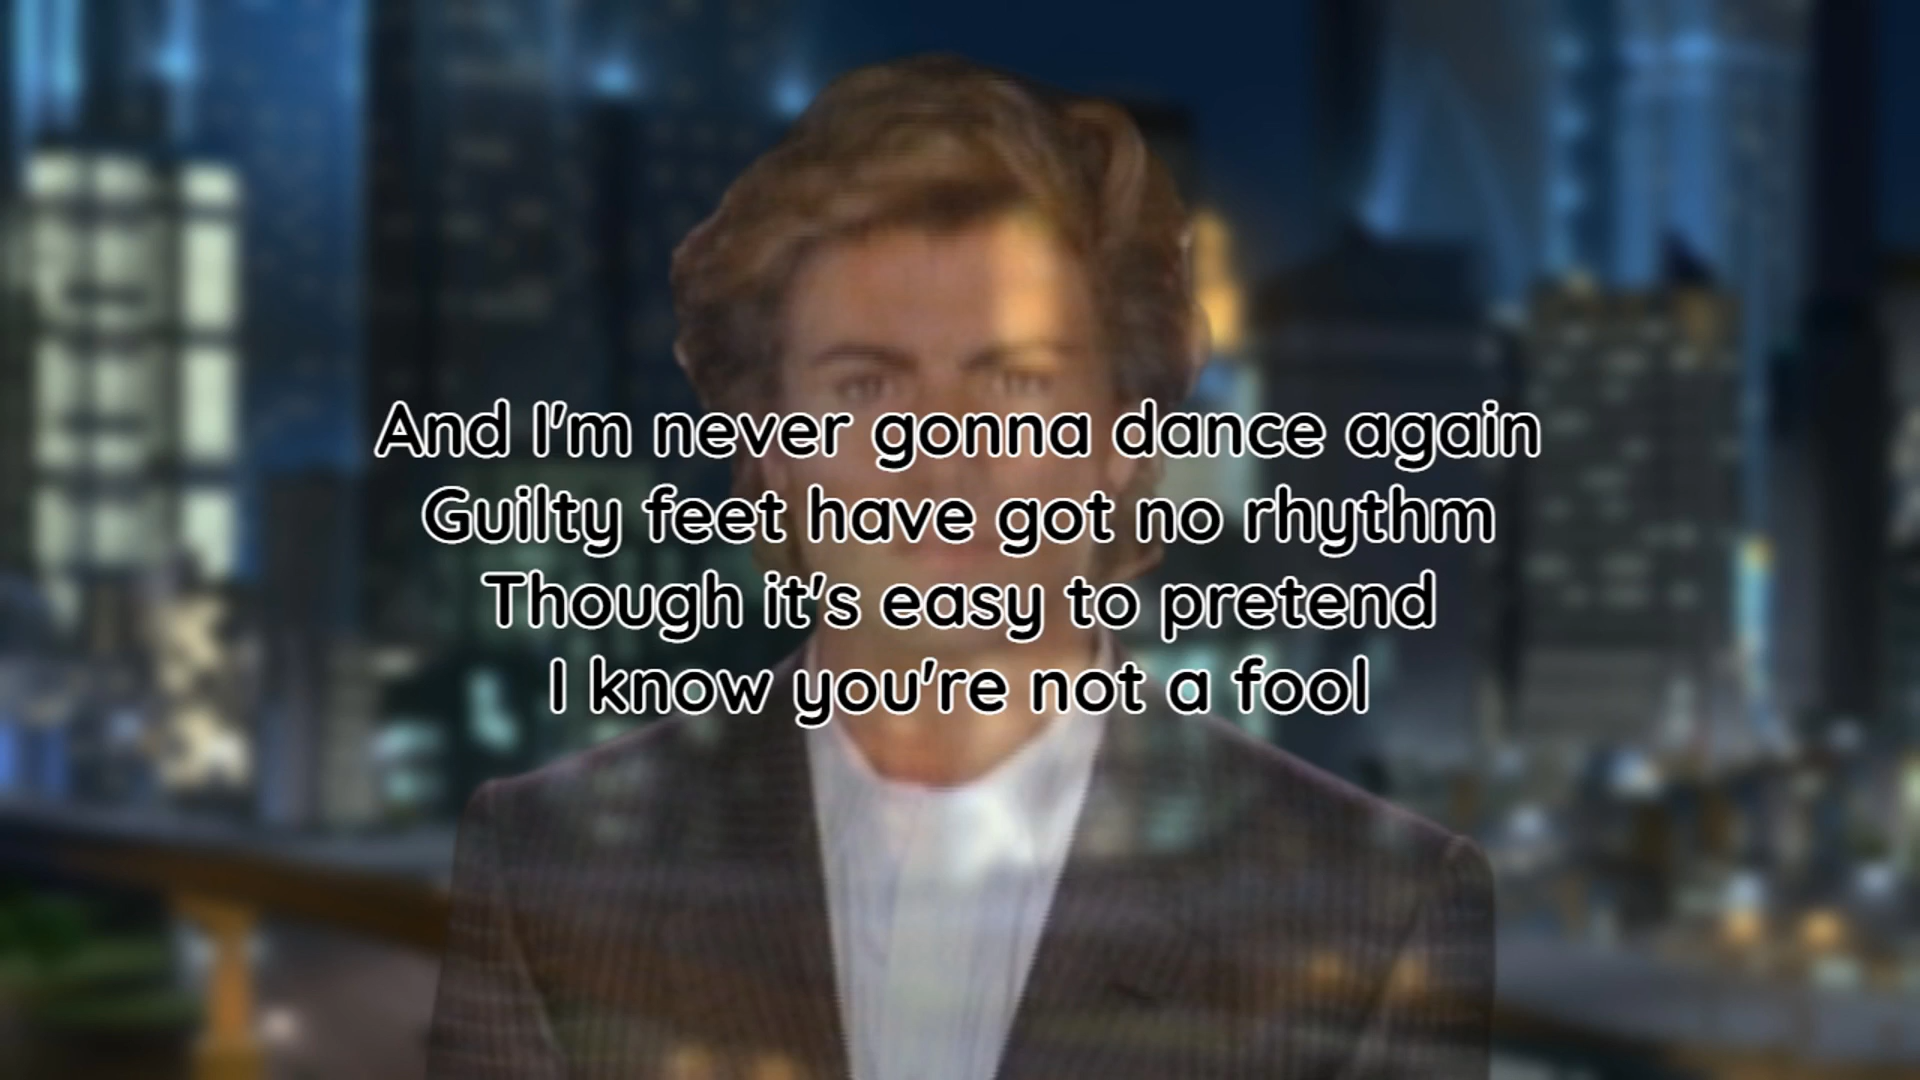 And I'm never gonna dance again
Guilty feet have got no rhythm
Though it's easy to pretend
I know you're not a fool